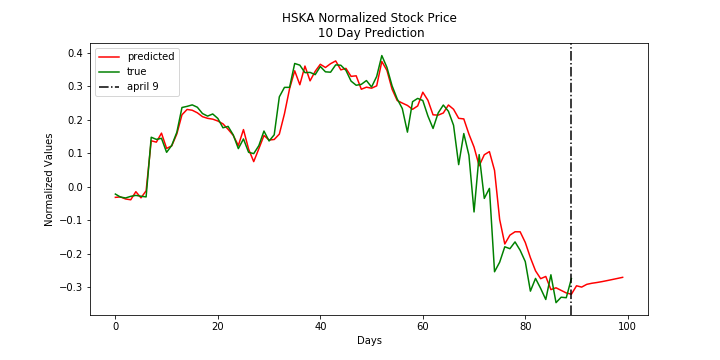 HSKA Normalized Stock Price
10 Day Prediction
predicted
true
april 9
Normalized Values
0.4
0.3
0.2
0.1
0.0
−0.1
−0.2
−0.3
0
20
40
60
80
100
Days